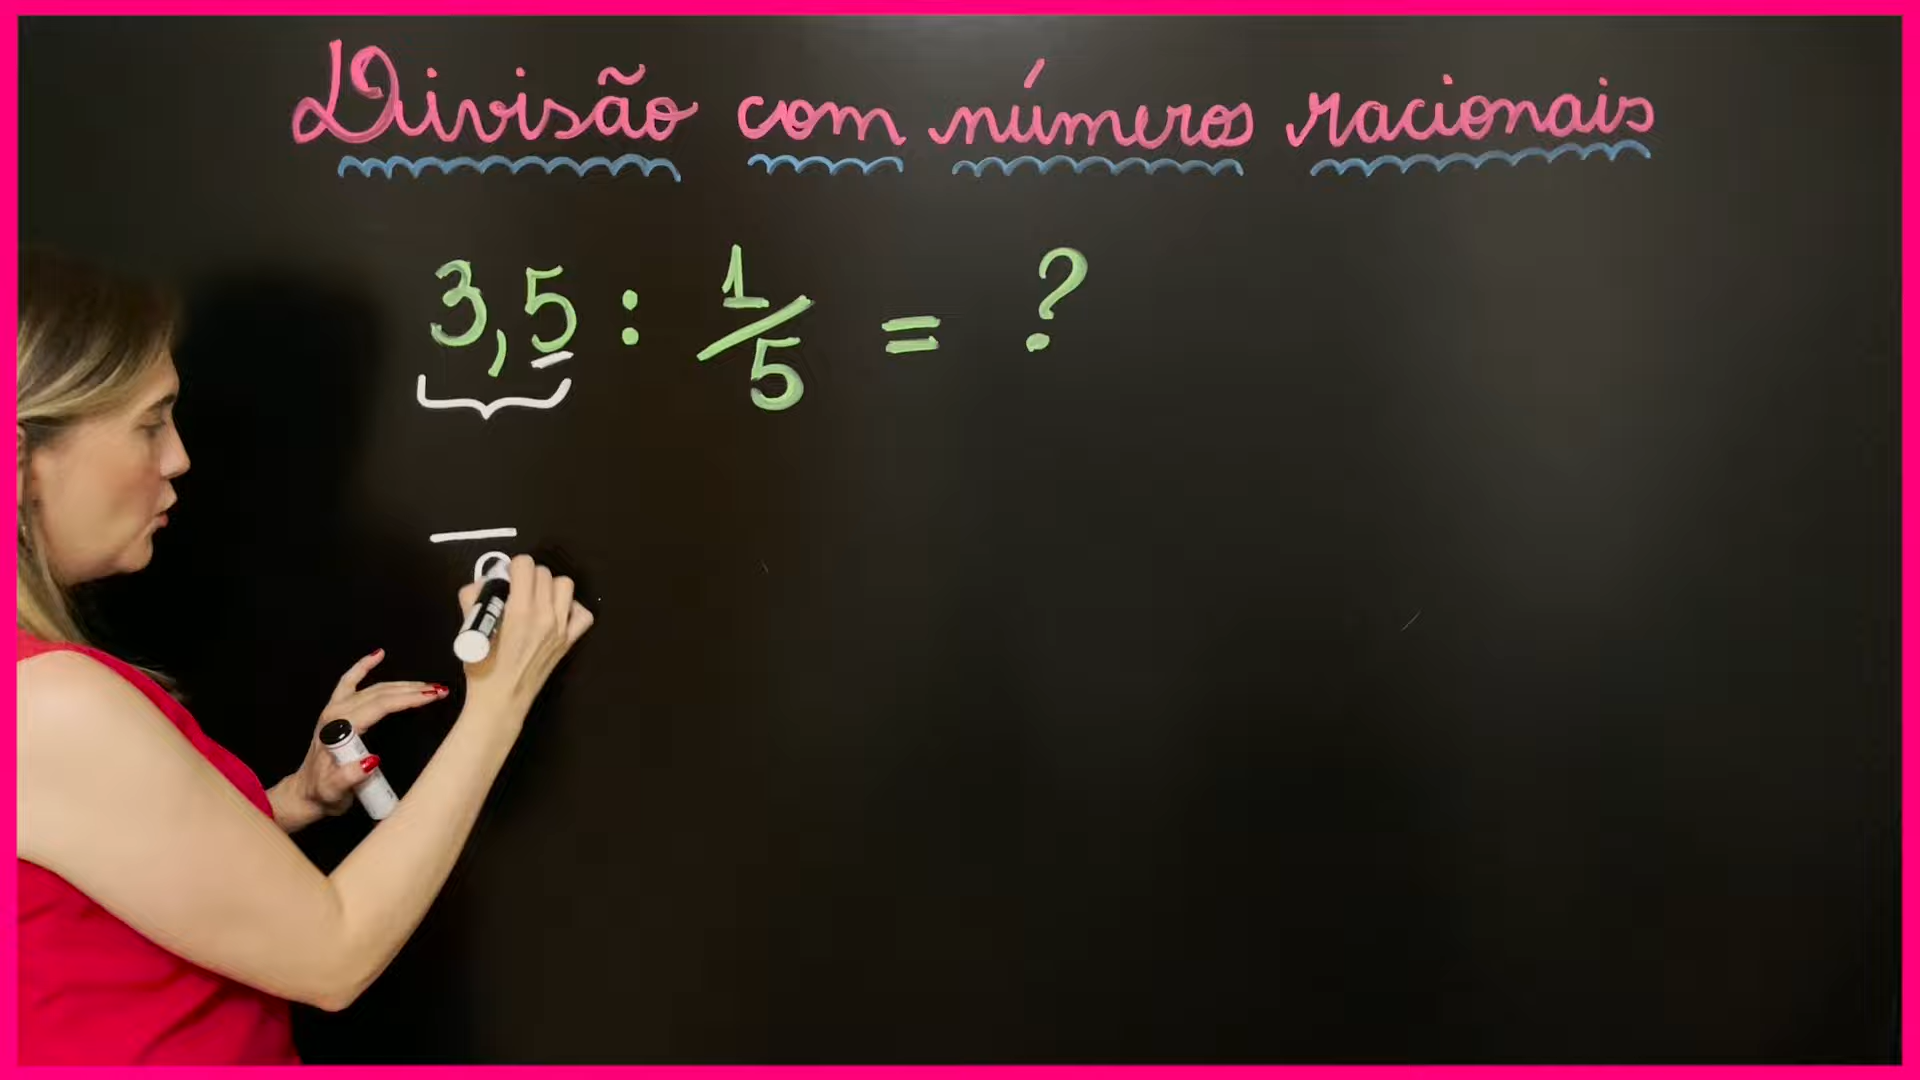 Divisão com números racionais
3,5 : 1/5 = ?